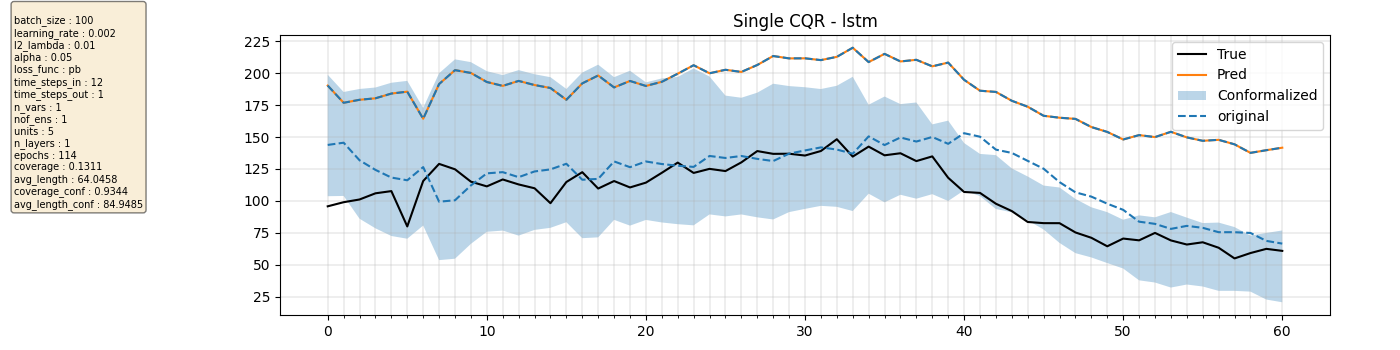 batch_size : 100
learning_rate : 0.002
l2_lambda : 0.01
alpha : 0.05
loss_func : pb
time_steps_in : 12
time_steps_out : 1
n_vars : 1
nof_ens : 1
units : 5
n_layers : 1
epochs : 114
coverage : 0.1311
avg_length : 64.0458
coverage_conf : 0.9344
avg_length_conf : 84.9485
Single CQR - lstm
225
200
175
150
125
100
75
50
25
0 10 20 30 40 50 60
True
Pred
Conformalized
original